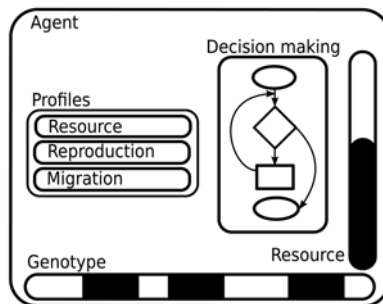 Agent
Decision making
Profiles
Resource
Reproduction
Migration
Resource
Genotype